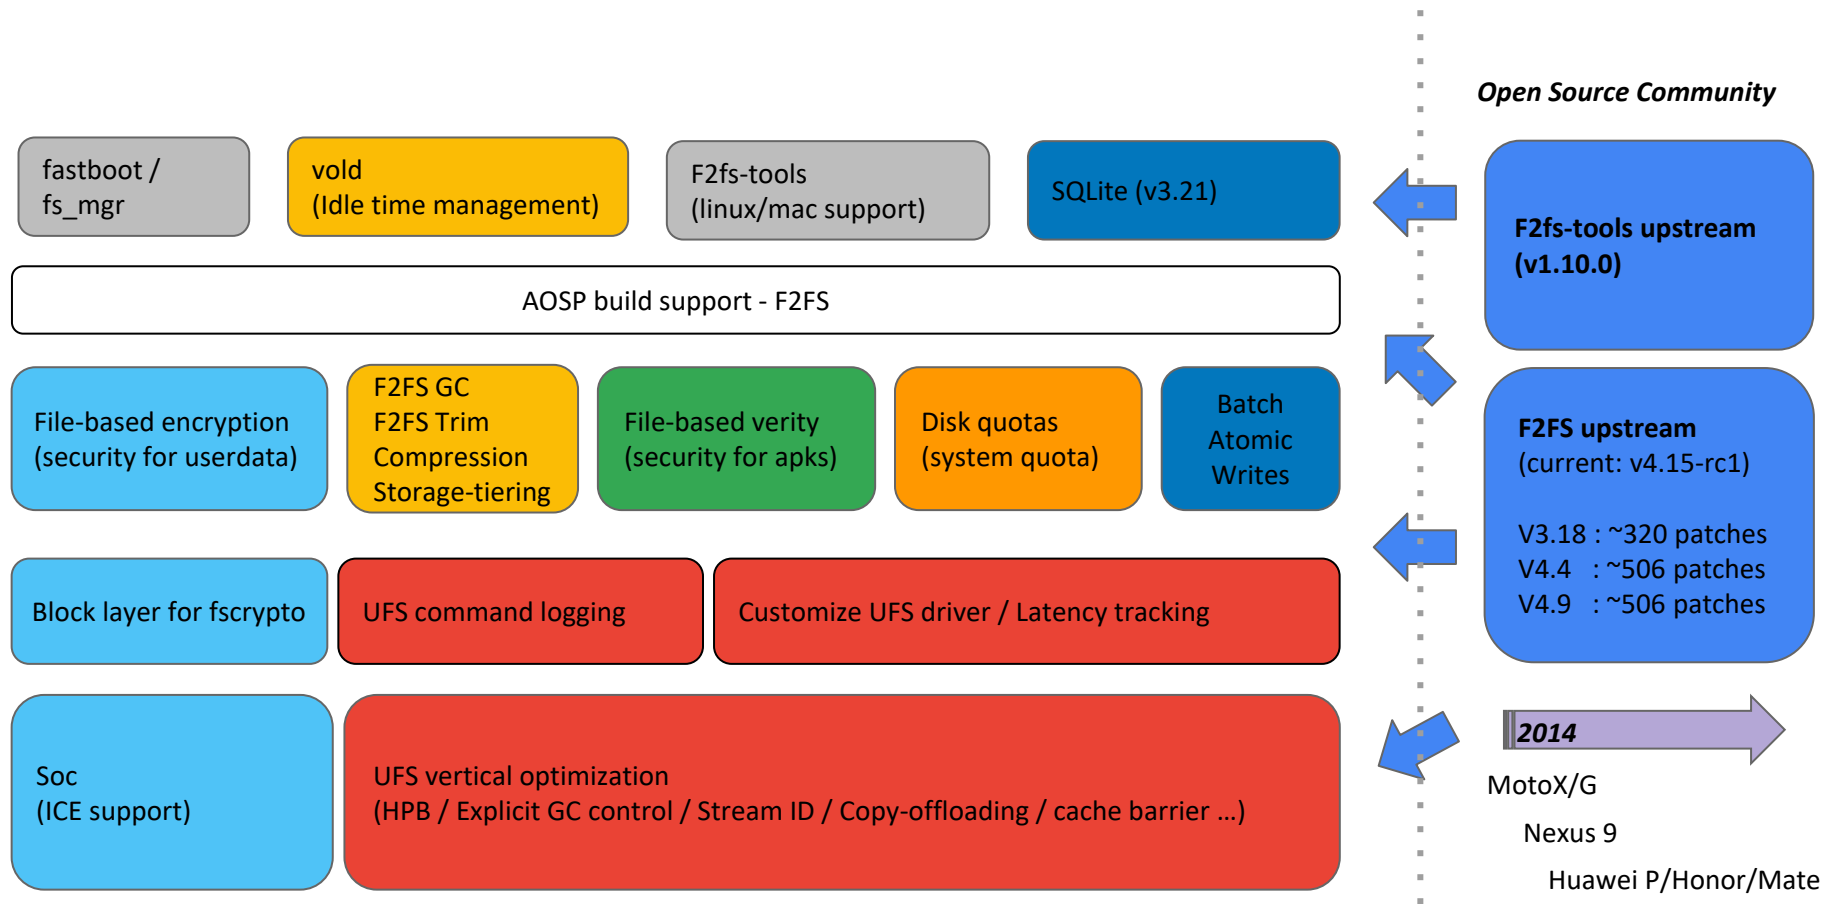 Open Source Community
fastboot /
fs_mgr
vold
(Idle time management)
F2fs-tools
(linux/mac support)
SQLite (v3.21)
F2fs-tools upstream
(v1.10.0)
AOSP build support - F2FS
File-based encryption
(security for userdata)
F2FS GC
F2FS Trim
Compression
Storage-tiering
File-based verity
(security for apks)
Disk quotas
(system quota)
Batch
Atomic
Writes
F2FS upstream
(current: v4.15-rc1)
V3.18 : ~320 patches
V4.4 : ~506 patches
V4.9 : ~506 patches
Block layer for fscrypto
UFS command logging
Customize UFS driver / Latency tracking
Soc
(ICE support)
UFS vertical optimization
(HPB / Explicit GC control / Stream ID / Copy-offloading / cache barrier ...)
2014
MotoX/G
Nexus 9
Huawei P/Honor/Mate